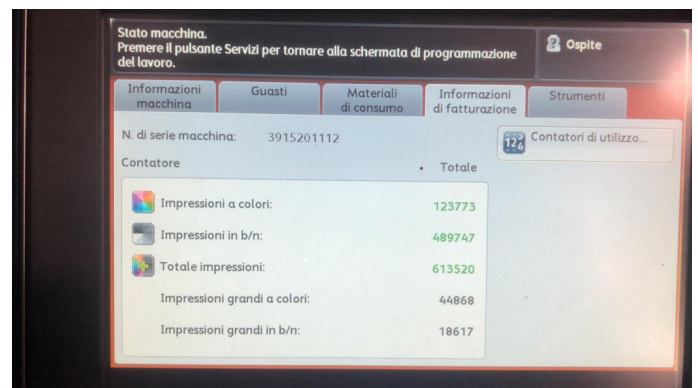 Stato macchina.
Premere il pulsante Servizi per tornare alla schermata di programmazione
del lavoro.
Ospite
Informazioni
macchina
Guasti
Materiali
di consumo
Informazioni
di fatturazione
Strumenti
N. di serie macchina: 3915201112
Contatori di utilizzo...
Contatore
Totale
Impressioni a colori: 123773
Impressioni in b/n: 489747
Totale impressioni: 613520
Impressioni grandi a colori: 44868
Impressioni grandi in b/n: 18617